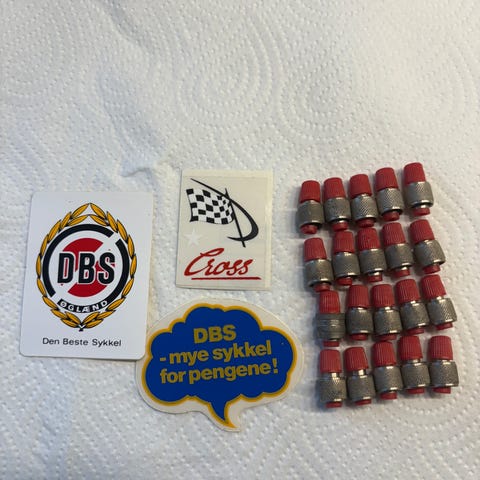 DBS
ØGLÆND
Den Beste Sykkel
Cross
DBS
- mye sykkel
for pengene!